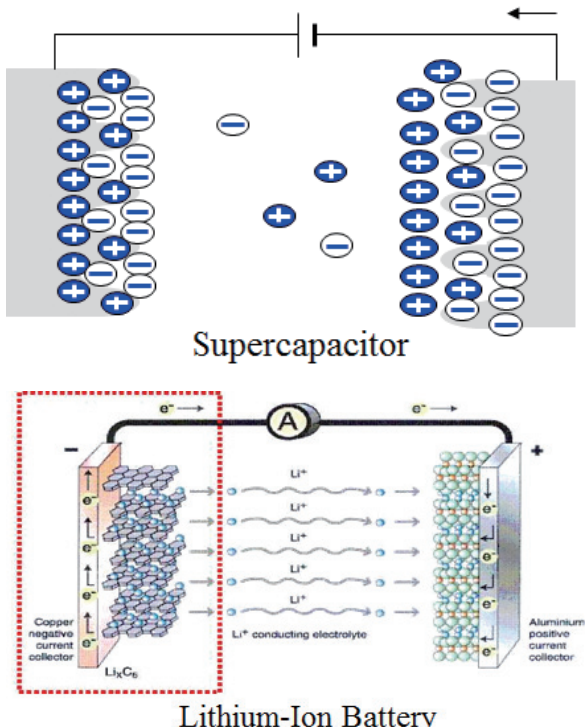 Supercapacitor
e⁻
e⁻
A
−
+
Li⁺
Li⁺
Li⁺
Li⁺
Li⁺
e⁻
e⁻
e⁻
e⁻
e⁻
e⁻
e⁻
e⁻
Copper
negative
current
collector
LiₓC₆
Li⁺ conducting electrolyte
Aluminium
positive
current
collector
Lithium-Ion Battery